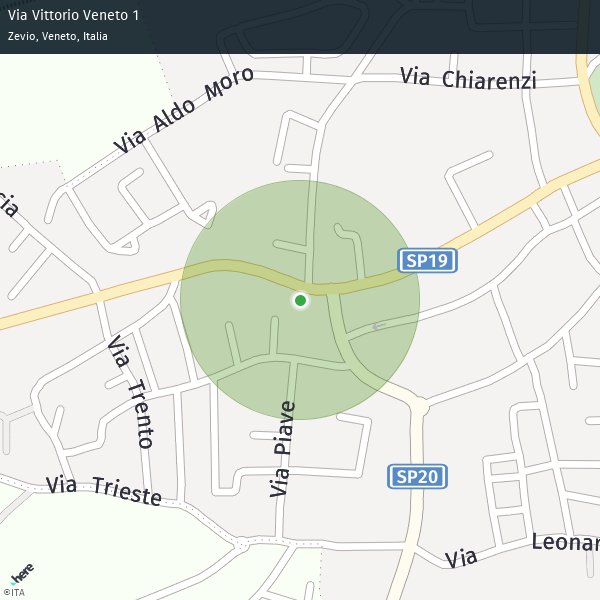 Via Vittorio Veneto 1
Zevio, Veneto, Italia
Via Aldo Moro
Via Chiarenzi
cia
SP19
Via Trento
Via Piave
Via Trieste
SP20
Via
Leonar
here
©ITA